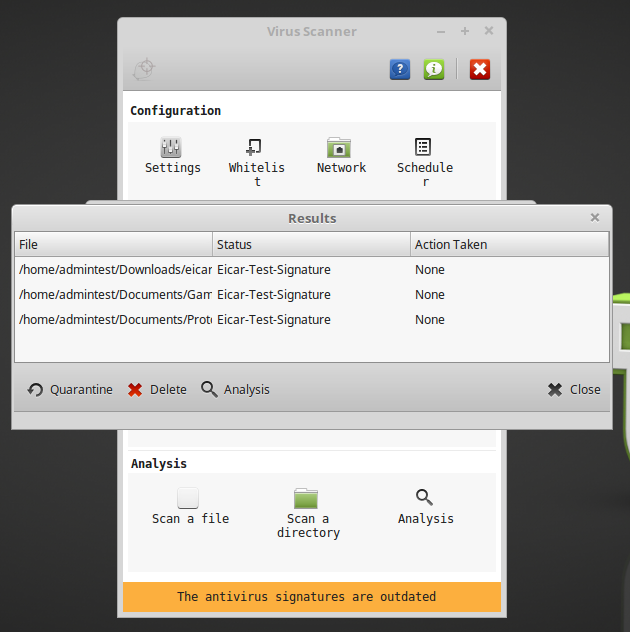 Virus Scanner
Configuration
Settings
Whitelis
t
Network
Schedule
r
Results
File Status Action Taken
/home/admintest/Downloads/eicar Eicar-Test-Signature None
/home/admintest/Documents/Gam Eicar-Test-Signature None
/home/admintest/Documents/Prot Eicar-Test-Signature None
Quarantine Delete Analysis Close
Analysis
Scan a file
Scan a
directory
Analysis
The antivirus signatures are outdated